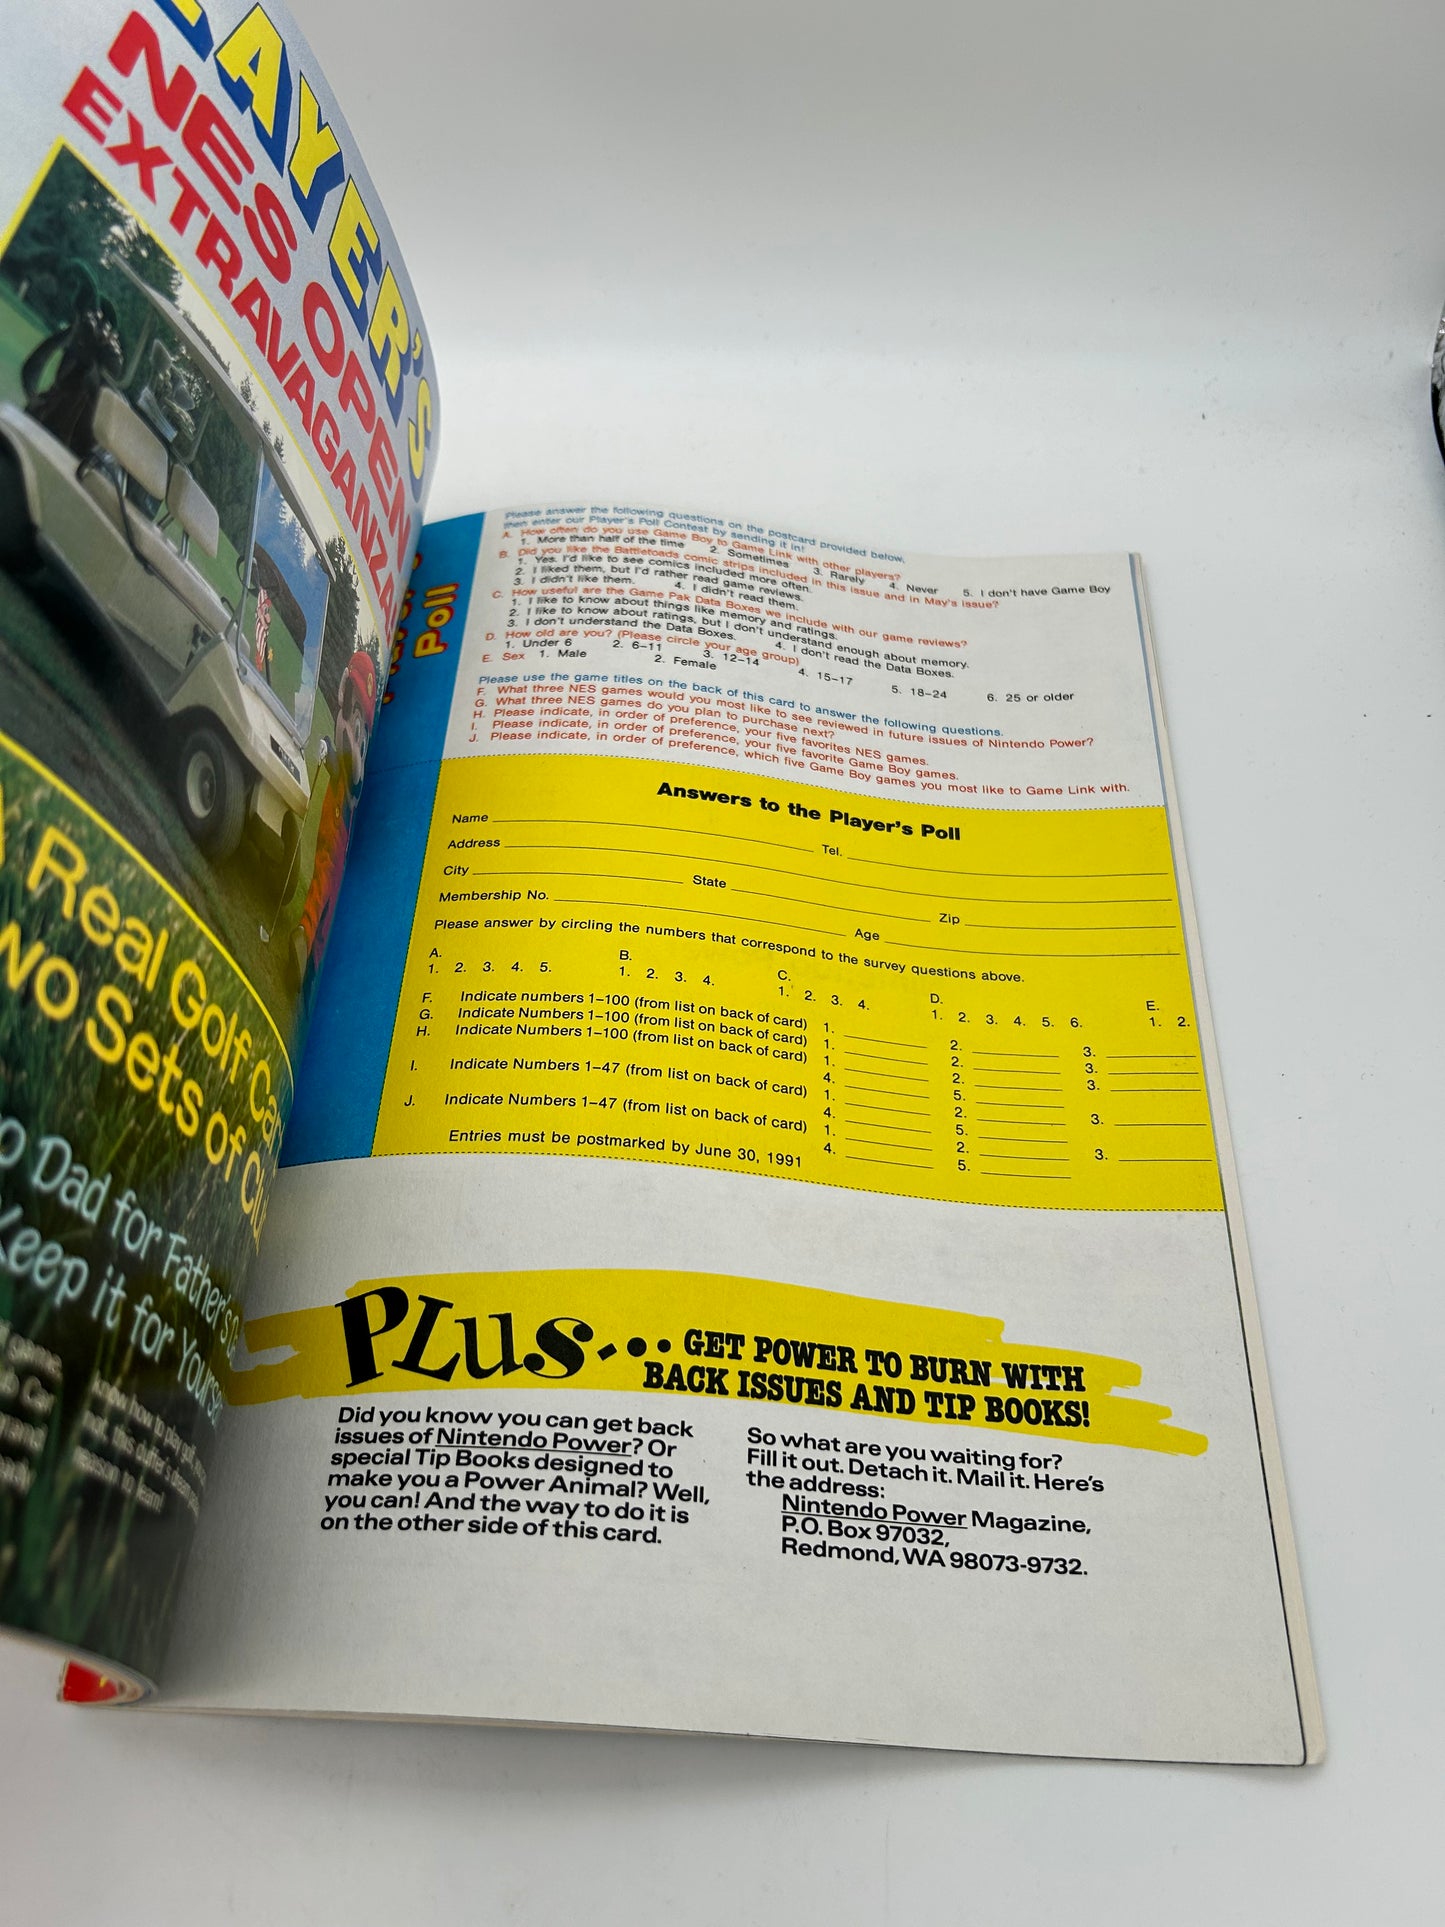 AYER'S
NES OPEN
EXTRAVAGANZA
Real Golf Car
No Sets of Clu
Dad for Father's
keep it for Yourse
Poll
Please answer the following questions on the postcard provided below,
then enter our Player's Poll Contest by sending it in!
A. How often do you use Game Boy to Game Link with other players?
1. More than half of the time 2. Sometimes 3. Rarely 4. Never 5. I don't have Game Boy
B. Did you like the Battletoads comic strips included in this issue and in May's issue?
1. Yes. I'd like to see comics included more often.
2. I liked them, but I'd rather read game reviews.
3. I didn't like them. 4. I didn't read them.
C. How useful are the Game Pak Data Boxes we include with our game reviews?
1. I like to know about things like memory and ratings.
2. I like to know about ratings, but I don't understand enough about memory.
3. I don't understand the Data Boxes. 4. I don't read the Data Boxes.
D. How old are you? (Please circle your age group)
1. Under 6 2. 6-11 3. 12-14 4. 15-17 5. 18-24 6. 25 or older
E. Sex 1. Male 2. Female
Please use the game titles on the back of this card to answer the following questions.
F. What three NES games would you most like to see reviewed in future issues of Nintendo Power?
G. What three NES games do you plan to purchase next?
H. Please indicate, in order of preference, your five favorites NES games.
I. Please indicate, in order of preference, your five favorite Game Boy games.
J. Please indicate, in order of preference, which five Game Boy games you most like to Game Link with.
Answers to the Player's Poll
Name Tel.
Address
City State Zip
Membership No. Age
Please answer by circling the numbers that correspond to the survey questions above.
A. B. C. D. E.
1. 2. 3. 4. 5. 1. 2. 3. 4. 1. 2. 3. 4. 1. 2. 3. 4. 5. 6. 1. 2.
F. Indicate numbers 1-100 (from list on back of card) 1. 2. 3.
G. Indicate Numbers 1-100 (from list on back of card) 1. 2. 3.
H. Indicate Numbers 1-100 (from list on back of card) 1. 2. 3.
4. 5.
I. Indicate Numbers 1-47 (from list on back of card) 1. 2. 3.
4. 5.
J. Indicate Numbers 1-47 (from list on back of card) 1. 2. 3.
4. 5.
Entries must be postmarked by June 30, 1991
PLUS...
GET POWER TO BURN WITH
BACK ISSUES AND TIP BOOKS!
Did you know you can get back
issues of Nintendo Power? Or
special Tip Books designed to
make you a Power Animal? Well,
you can! And the way to do it is
on the other side of this card.
So what are you waiting for?
Fill it out. Detach it. Mail it. Here's
the address:
Nintendo Power Magazine,
P.O. Box 97032,
Redmond, WA 98073-9732.